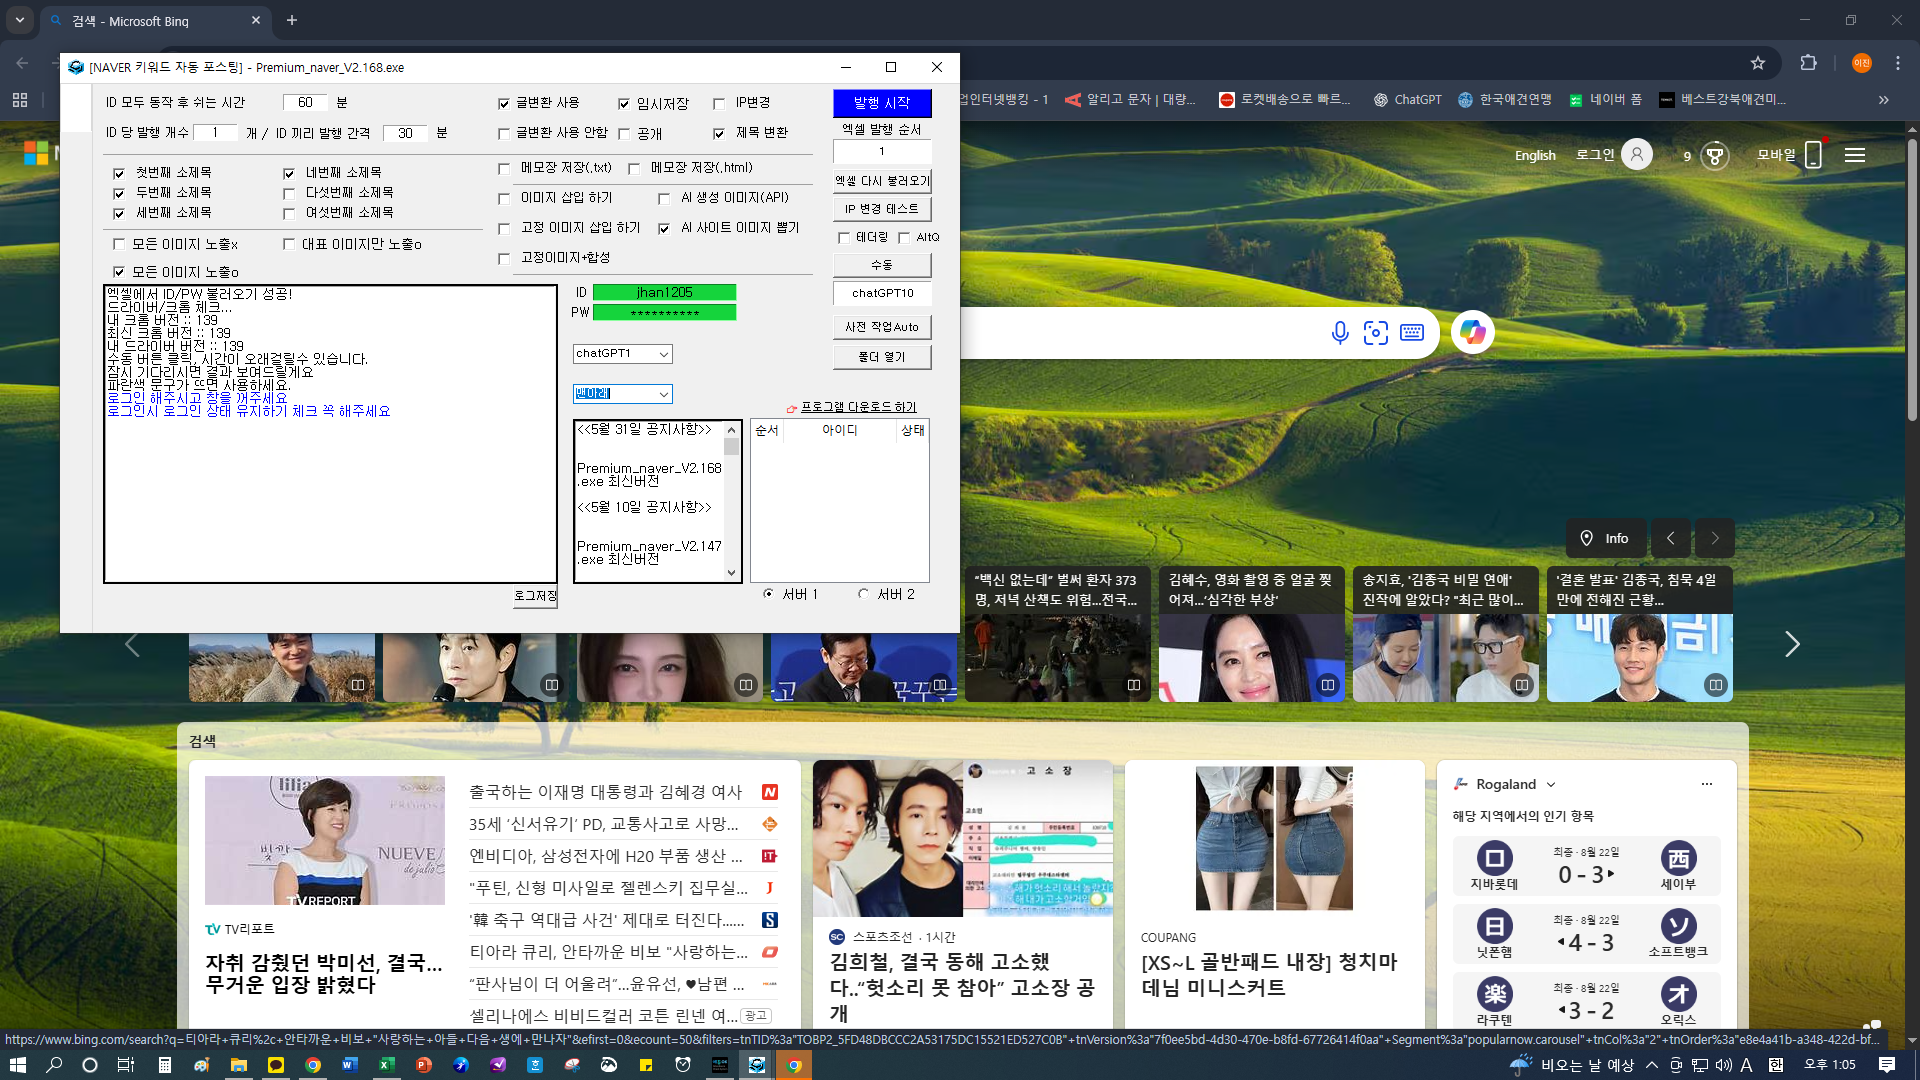 검색 - Microsoft Bing
[NAVER 키워드 자동 포스팅] - Premium_naver_V2.168.exe
업인터넷뱅킹 - 1
알리고 문자 | 대량...
로켓배송으로 빠르...
ChatGPT
한국애견연맹
네이버 폼
베스트강북애견미...
이진
ID 모두 동작 후 쉬는 시간 60 분
ID 당 발행 개수 1 개 / ID 끼리 발행 간격 30 분
글변환 사용
임시저장
IP변경
글변환 사용 안함
공개
제목 변환
첫번째 소제목
네번째 소제목
두번째 소제목
다섯번째 소제목
세번째 소제목
여섯번째 소제목
모든 이미지 노출x
대표 이미지만 노출o
모든 이미지 노출o
메모장 저장(.txt)
메모장 저장(.html)
이미지 삽입 하기
AI 생성 이미지(API)
고정 이미지 삽입 하기
AI 사이트 이미지 뽑기
고정이미지+합성
발행 시작
엑셀 발행 순서
1
엑셀 다시 불러오기
IP 변경 테스트
테더링
AltQ
수동
chatGPT10
사전 작업Auto
폴더 열기
엑셀에서 ID/PW 불러오기 성공!
드라이버/크롬 체크...
내 크롬 버전 :: 139
최신 크롬 버전 :: 139
내 드라이버 버전 :: 139
수동 버튼 클릭, 시간이 오래걸릴수 있습니다.
잠시 기다리시면 결과 보여드릴게요
파란색 문구가 뜨면 사용하세요.
로그인 해주시고 창을 꺼주세요
로그인시 로그인 상태 유지하기 체크 꼭 해주세요
ID jhan1205
PW **********
chatGPT1
맨아래
프로그램 다운로드 하기
<<5월 31일 공지사항>>
Premium_naver_V2.168
.exe 최신버전
<<5월 10일 공지사항>>
Premium_naver_V2.147
.exe 최신버전
순서 아이디 상태
로그저장
서버 1
서버 2
English
로그인
9
모바일
Info
"백신 없는데" 벌써 환자 373
명, 저녁 산책도 위험...전국...
김혜수, 영화 촬영 중 얼굴 찢
어져...'심각한 부상'
송지효, '김종국 비밀 연애'
진작에 알았다? "최근 많이...
'결혼 발표' 김종국, 침묵 4일
만에 전해진 근황...
검색
TV REPORT
TV리포트
자취 감췄던 박미선, 결국...
무거운 입장 밝혔다
출국하는 이재명 대통령과 김혜경 여사
35세 '신서유기' PD, 교통사고로 사망...
엔비디아, 삼성전자에 H20 부품 생산 ...
"푸틴, 신형 미사일로 젤렌스키 집무실...
'韓 축구 역대급 사건' 제대로 터진다......
티아라 큐리, 안타까운 비보 "사랑하는...
"판사님이 더 어울려"...윤유선, ♥남편 ...
셀리나에스 비비드컬러 코튼 린넨 여... 광고
고 소 장
스포츠조선 · 1시간
김희철, 결국 동해 고소했
다.."헛소리 못 참아" 고소장 공
개
COUPANG
[XS~L 골반패드 내장] 청치마
데님 미니스커트
Rogaland
해당 지역에서의 인기 항목
ロ 최종 · 8월 22일 西
지바롯데 0 - 3 세이부
日 최종 · 8월 22일 ソ
닛폰햄 4 - 3 소프트뱅크
楽 최종 · 8월 22일 オ
라쿠텐 3 - 2 오릭스
https://www.bing.com/search?q=티아라+큐리%2c+안타까운+비보+"사랑하는+아들+다음+생에+만나자"&efirst=0&ecount=50&filters=tnTID%3a"TOBP2_5FD48DBCCC2A53175DC15521ED527C0B"+tnVersion%3a"7f0ee5bd-4d30-470e-b8fd-67726414f0aa"+Segment%3a"popularnow.carousel"+tnCol%3a"2"+tnOrder%3a"e8e4a41b-a348-422d-bf...
비오는 날 예상
A
한
오후 1:05